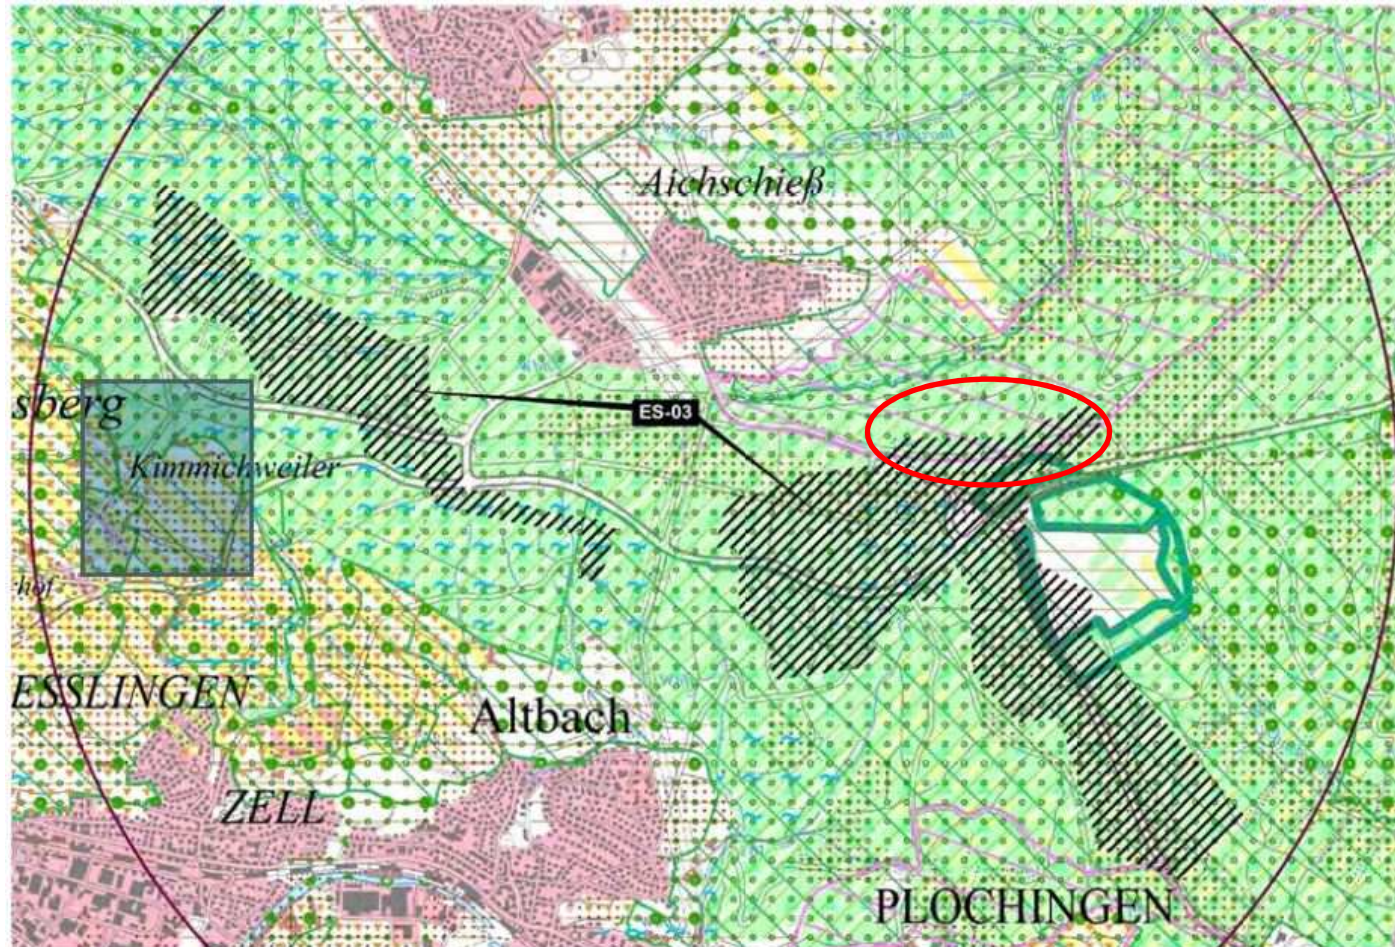 Aichschieß
sberg
ES-03
Kimmichweiler
hof
ESSLINGEN
Altbach
ZELL
PLOCHINGEN